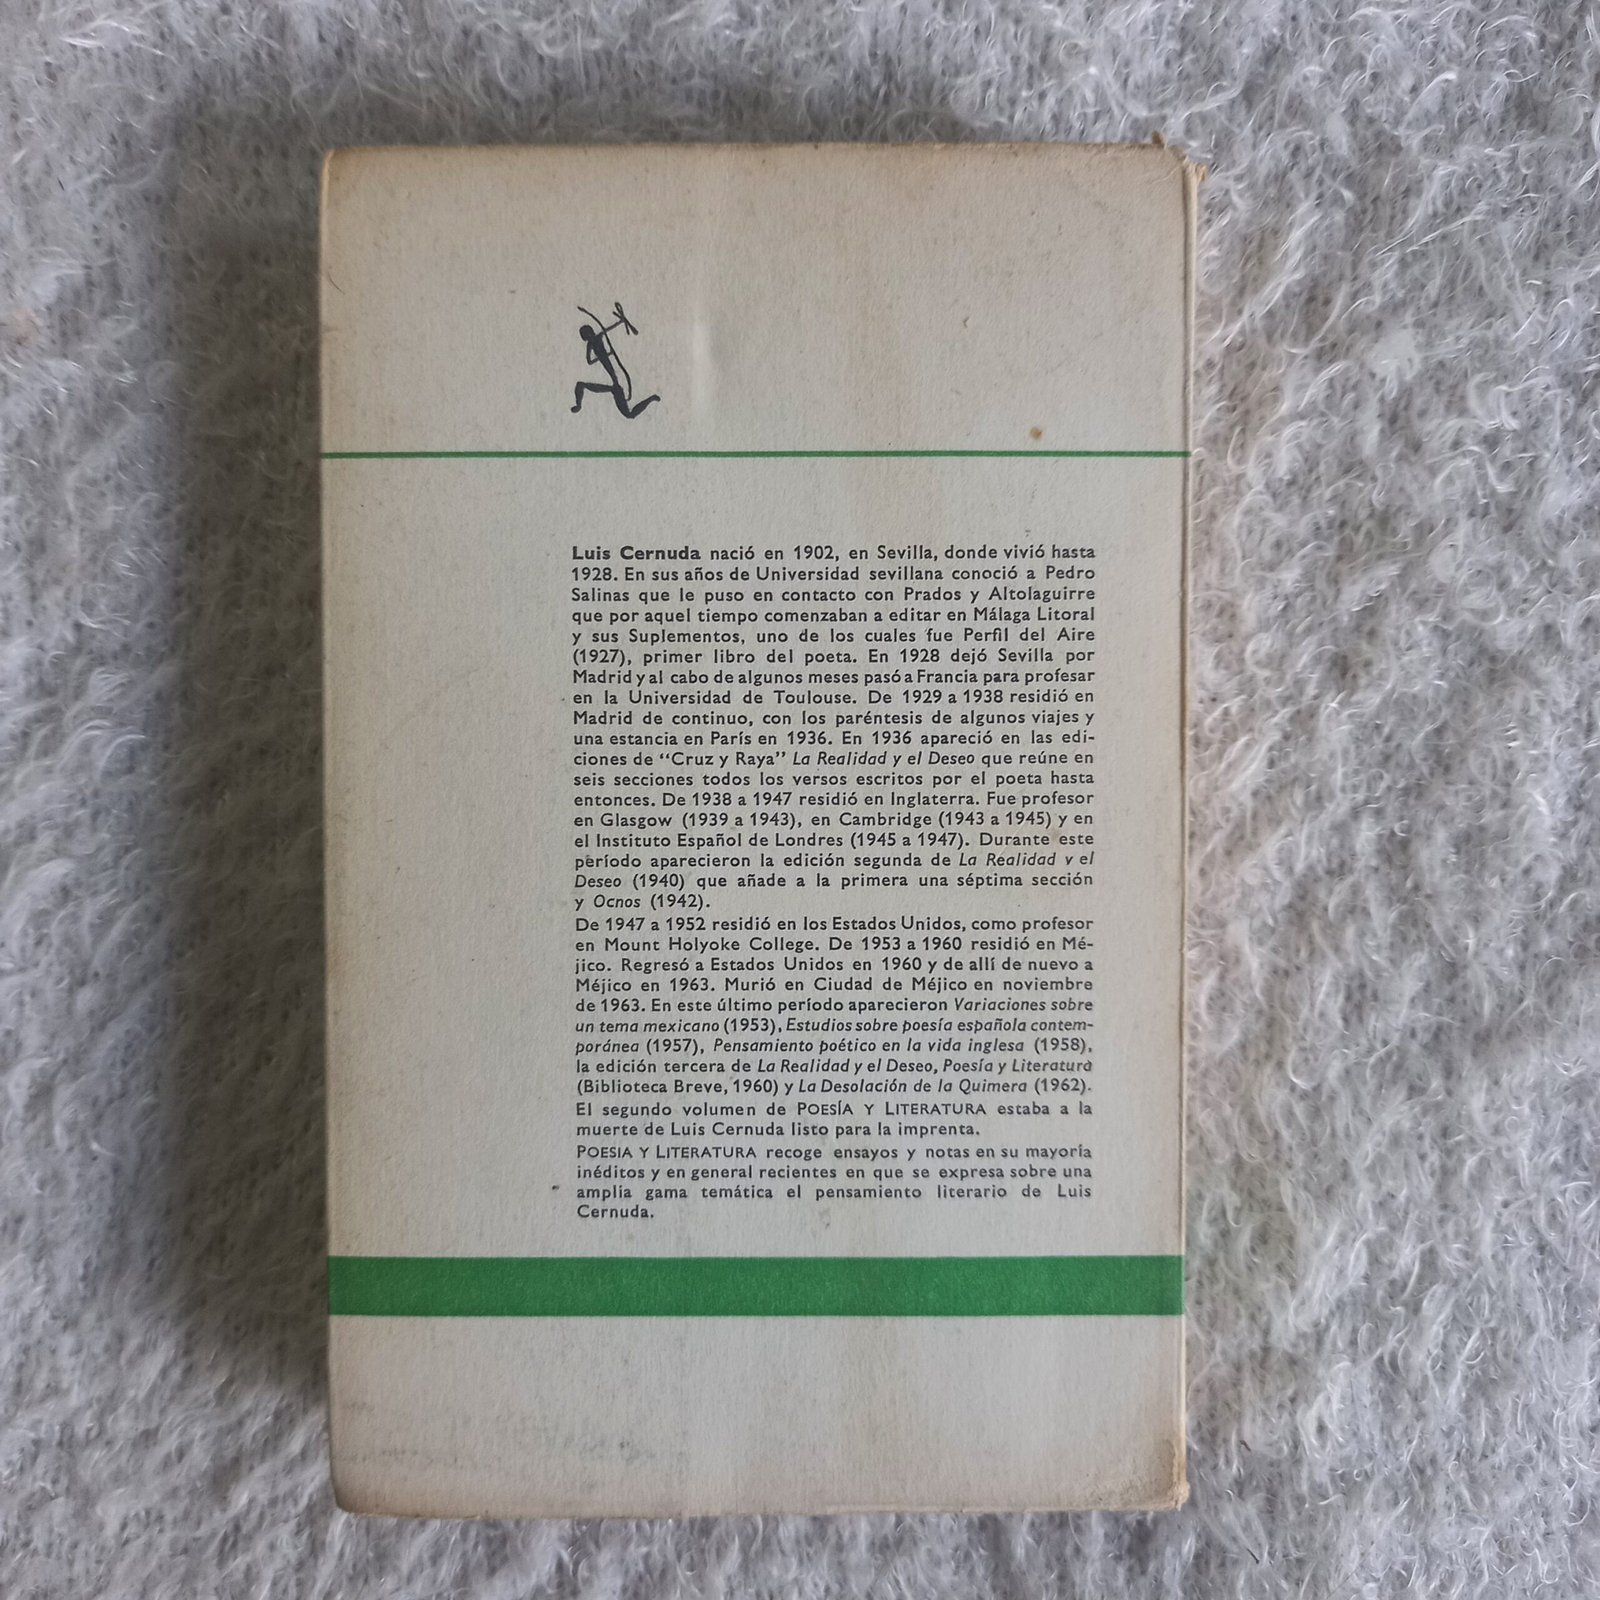 Luis Cernuda nació en 1902, en Sevilla, donde vivió hasta
1928. En sus años de Universidad sevillana conoció a Pedro
Salinas que le puso en contacto con Prados y Altolaguirre
que por aquel tiempo comenzaban a editar en Málaga Litoral
y sus Suplementos, uno de los cuales fue Perfil del Aire
(1927), primer libro del poeta. En 1928 dejó Sevilla por
Madrid y al cabo de algunos meses pasó a Francia para profesar
en la Universidad de Toulouse. De 1929 a 1938 residió en
Madrid de continuo, con los paréntesis de algunos viajes y
una estancia en París en 1936. En 1936 apareció en las edi-
ciones de "Cruz y Raya" La Realidad y el Deseo que reúne en
seis secciones todos los versos escritos por el poeta hasta
entonces. De 1938 a 1947 residió en Inglaterra. Fue profesor
en Glasgow (1939 a 1943), en Cambridge (1943 a 1945) y en
el Instituto Español de Londres (1945 a 1947). Durante este
período aparecieron la edición segunda de La Realidad y el
Deseo (1940) que añade a la primera una séptima sección
y Ocnos (1942).
De 1947 a 1952 residió en los Estados Unidos, como profesor
en Mount Holyoke College. De 1953 a 1960 residió en Mé-
jico. Regresó a Estados Unidos en 1960 y de allí de nuevo a
Méjico en 1963. Murió en Ciudad de Méjico en noviembre
de 1963. En este último período aparecieron Variaciones sobre
un tema mexicano (1953), Estudios sobre poesía española contem-
poránea (1957), Pensamiento poético en la vida inglesa (1958),
la edición tercera de La Realidad y el Deseo, Poesía y Literatura
(Biblioteca Breve, 1960) y La Desolación de la Quimera (1962).
El segundo volumen de POESÍA Y LITERATURA estaba a la
muerte de Luis Cernuda listo para la imprenta.
POESIA Y LITERATURA recoge ensayos y notas en su mayoría
inéditos y en general recientes en que se expresa sobre una
amplia gama temática el pensamiento literario de Luis
Cernuda.